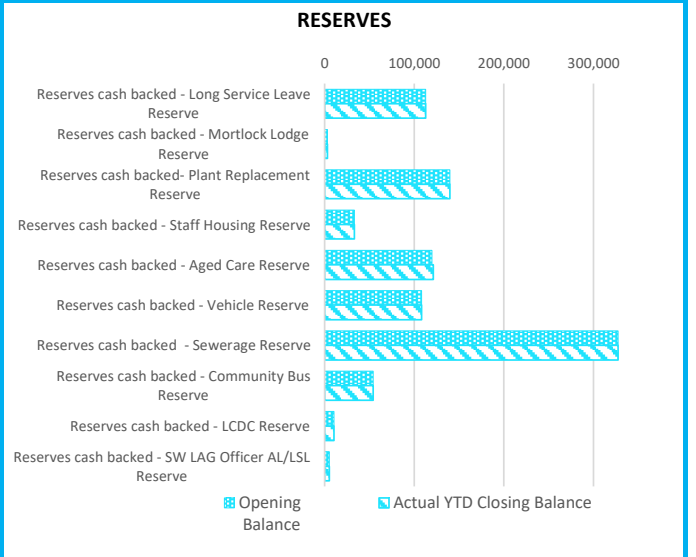 RESERVES
0 100,000 200,000 300,000
Reserves cash backed - Long Service Leave
Reserve
Reserves cash backed - Mortlock Lodge
Reserve
Reserves cash backed- Plant Replacement
Reserve
Reserves cash backed - Staff Housing Reserve
Reserves cash backed - Aged Care Reserve
Reserves cash backed - Vehicle Reserve
Reserves cash backed  - Sewerage Reserve
Reserves cash backed - Community Bus
Reserve
Reserves cash backed - LCDC Reserve
Reserves cash backed - SW LAG Officer AL/LSL
Reserve
Opening
Balance
Actual YTD Closing Balance